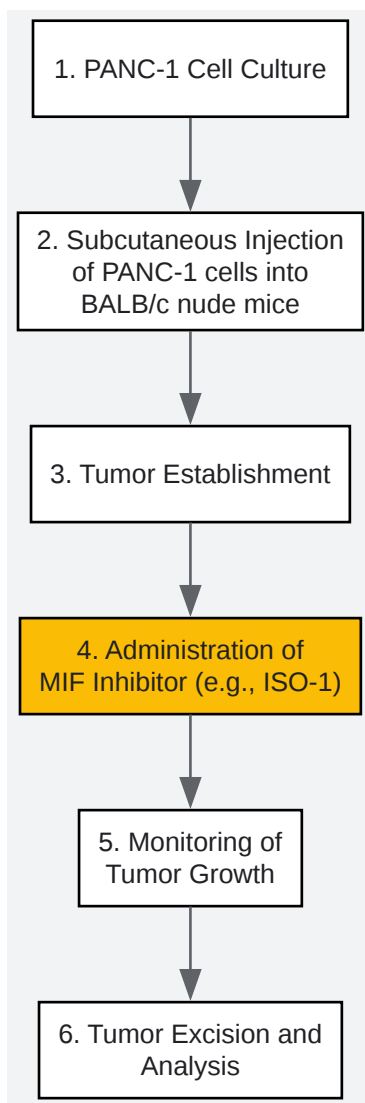 1. PANC-1 Cell Culture
2. Subcutaneous Injection
of PANC-1 cells into
BALB/c nude mice
3. Tumor Establishment
4. Administration of
MIF Inhibitor (e.g., ISO-1)
5. Monitoring of
Tumor Growth
6. Tumor Excision and
Analysis